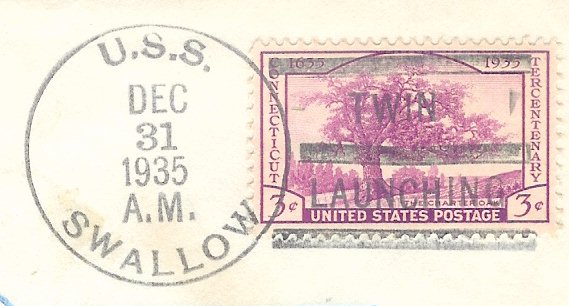 U.S.S.
DEC
31
1935
A.M.
SWALLOW
1635 1935
CONNECTICUT
TERCENTENARY
TWIN
LAUNCHING
THE CHARTER OAK
3¢ 3¢
UNITED STATES POSTAGE